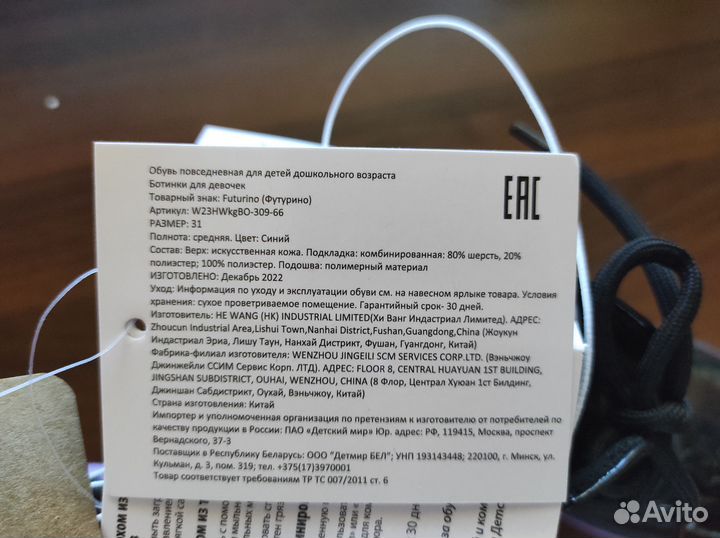 Обувь повседневная для детей дошкольного возраста
Ботинки для девочек
Товарный знак: Futurino (Футурино)
Артикул: W23HWkgBO-309-66
РАЗМЕР: 31
Полнота: средняя. Цвет: Синий
Состав: Верх: искусственная кожа. Подкладка: комбинированная: 80% шерсть, 20%
полиэстер; 100% полиэстер. Подошва: полимерный материал
ИЗГОТОВЛЕНО: Декабрь 2022
Уход: Информация по уходу и эксплуатации обуви см. на навесном ярлыке товара. Условия
хранения: сухое проветриваемое помещение. Гарантийный срок- 30 дней.
Изготовитель: HE WANG (HK) INDUSTRIAL LIMITED(Хи Ванг Индастриал Лимитед). АДРЕС:
Zhoucun Industrial Area,Lishui Town,Nanhai District,Fushan,Guangdong,China (Жоукун
Индастриал Эриа, Лишу Таун, Нанхай Дистрикт, Фушан, Гуангдонг, Китай)
Фабрика-филиал изготовителя: WENZHOU JINGEILI SCM SERVICES CORP.LTD. (Вэньчжоу
Джинжейли ССИМ Сервис Корп. ЛТД). АДРЕС: FLOOR 8, CENTRAL HUAYUAN 1ST BUILDING,
JINGSHAN SUBDISTRICT, OUHAI, WENZHOU, CHINA (8 Флор, Централ Хуюан 1ст Билдинг,
Джиншан Сабдистрикт, Оухай, Вэньчжоу, Китай)
Страна изготовления: Китай
Импортер и уполномоченная организация по претензиям к изготовителю от потребителей по
качеству продукции в России: ПАО «Детский мир» Юр. адрес: РФ, 119415, Москва, проспект
Вернадского, 37-3
Поставщик в Республику Беларусь: ООО "Детмир БЕЛ"; УНП 193143448; 220100, г. Минск, ул.
Кульман, д. 3, пом. 319; тел. +375(17)3970001
Товар соответствует требованиям ТР ТС 007/2011 ст. 6
EAC
Avito